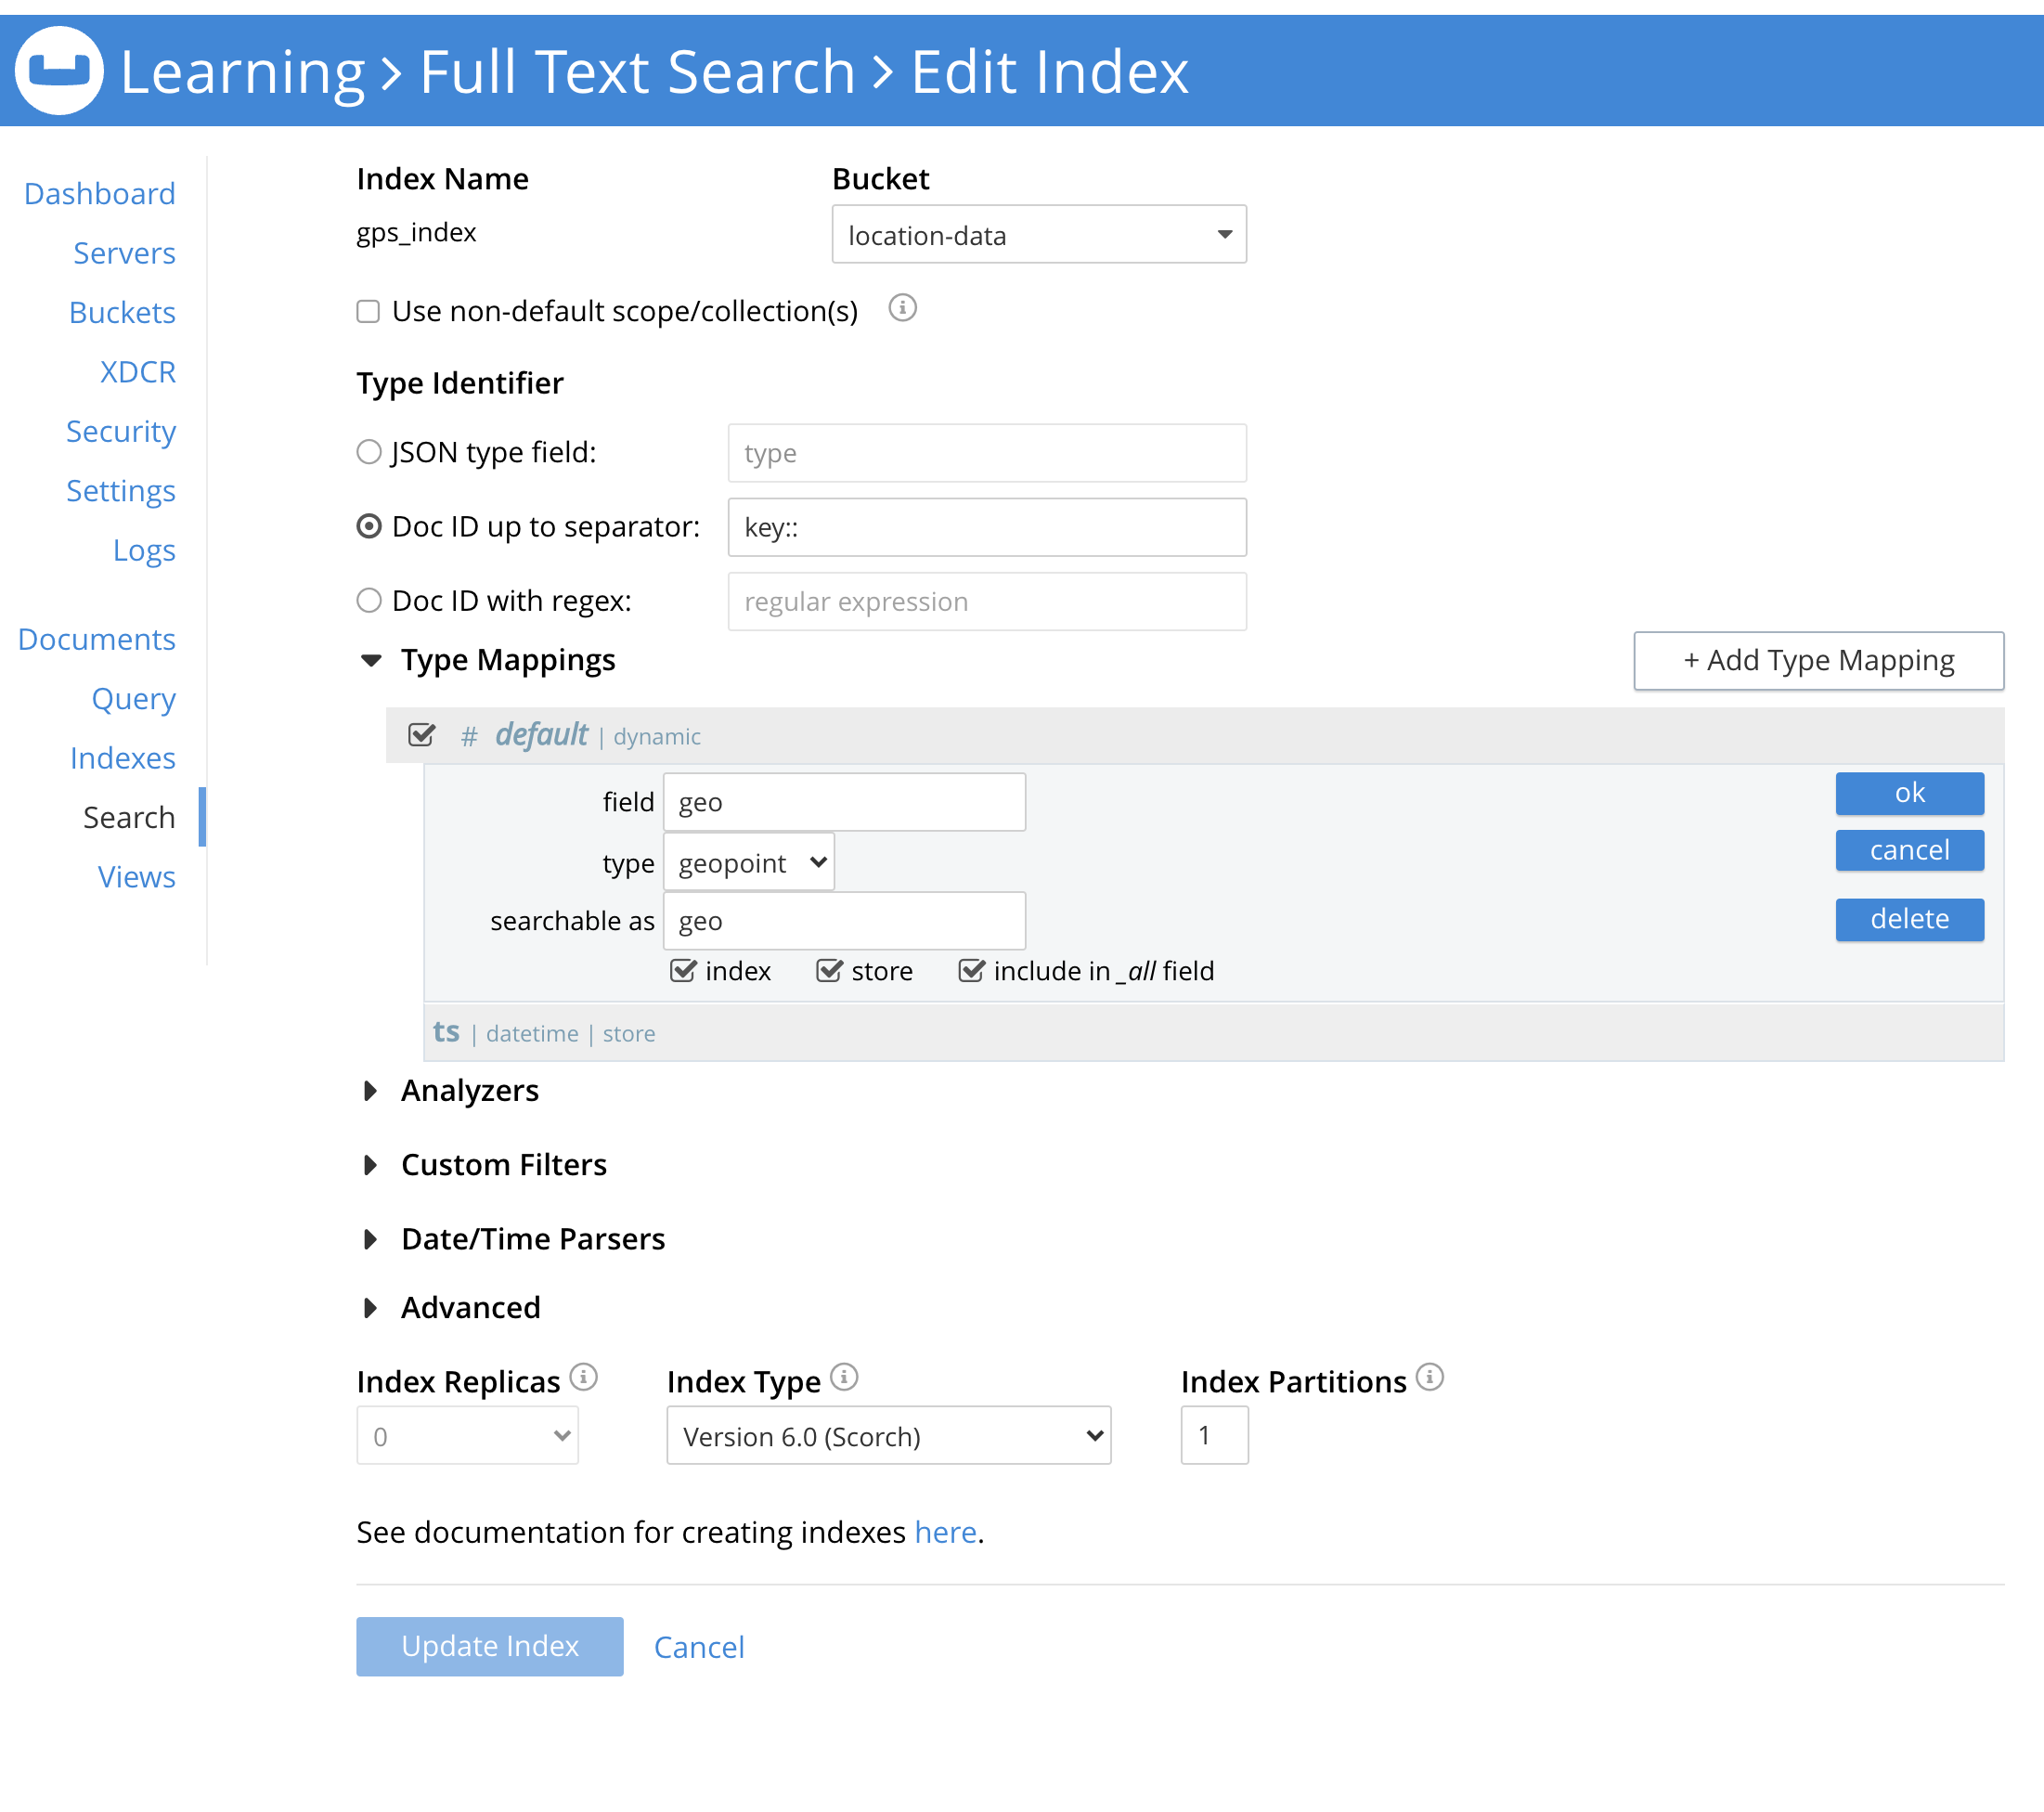 Learning > Full Text Search > Edit Index
Dashboard
Servers
Buckets
XDCR
Security
Settings
Logs
Documents
Query
Indexes
Search
Views
Index Name
Bucket
gps_index
location-data
Use non-default scope/collection(s)
Type Identifier
JSON type field:
type
Doc ID up to separator:
key::
Doc ID with regex:
regular expression
Type Mappings
+ Add Type Mapping
# default | dynamic
field
geo
ok
type
geopoint
cancel
searchable as
geo
delete
index
store
include in _all field
ts | datetime | store
Analyzers
Custom Filters
Date/Time Parsers
Advanced
Index Replicas
Index Type
Index Partitions
0
Version 6.0 (Scorch)
1
See documentation for creating indexes here.
Update Index
Cancel